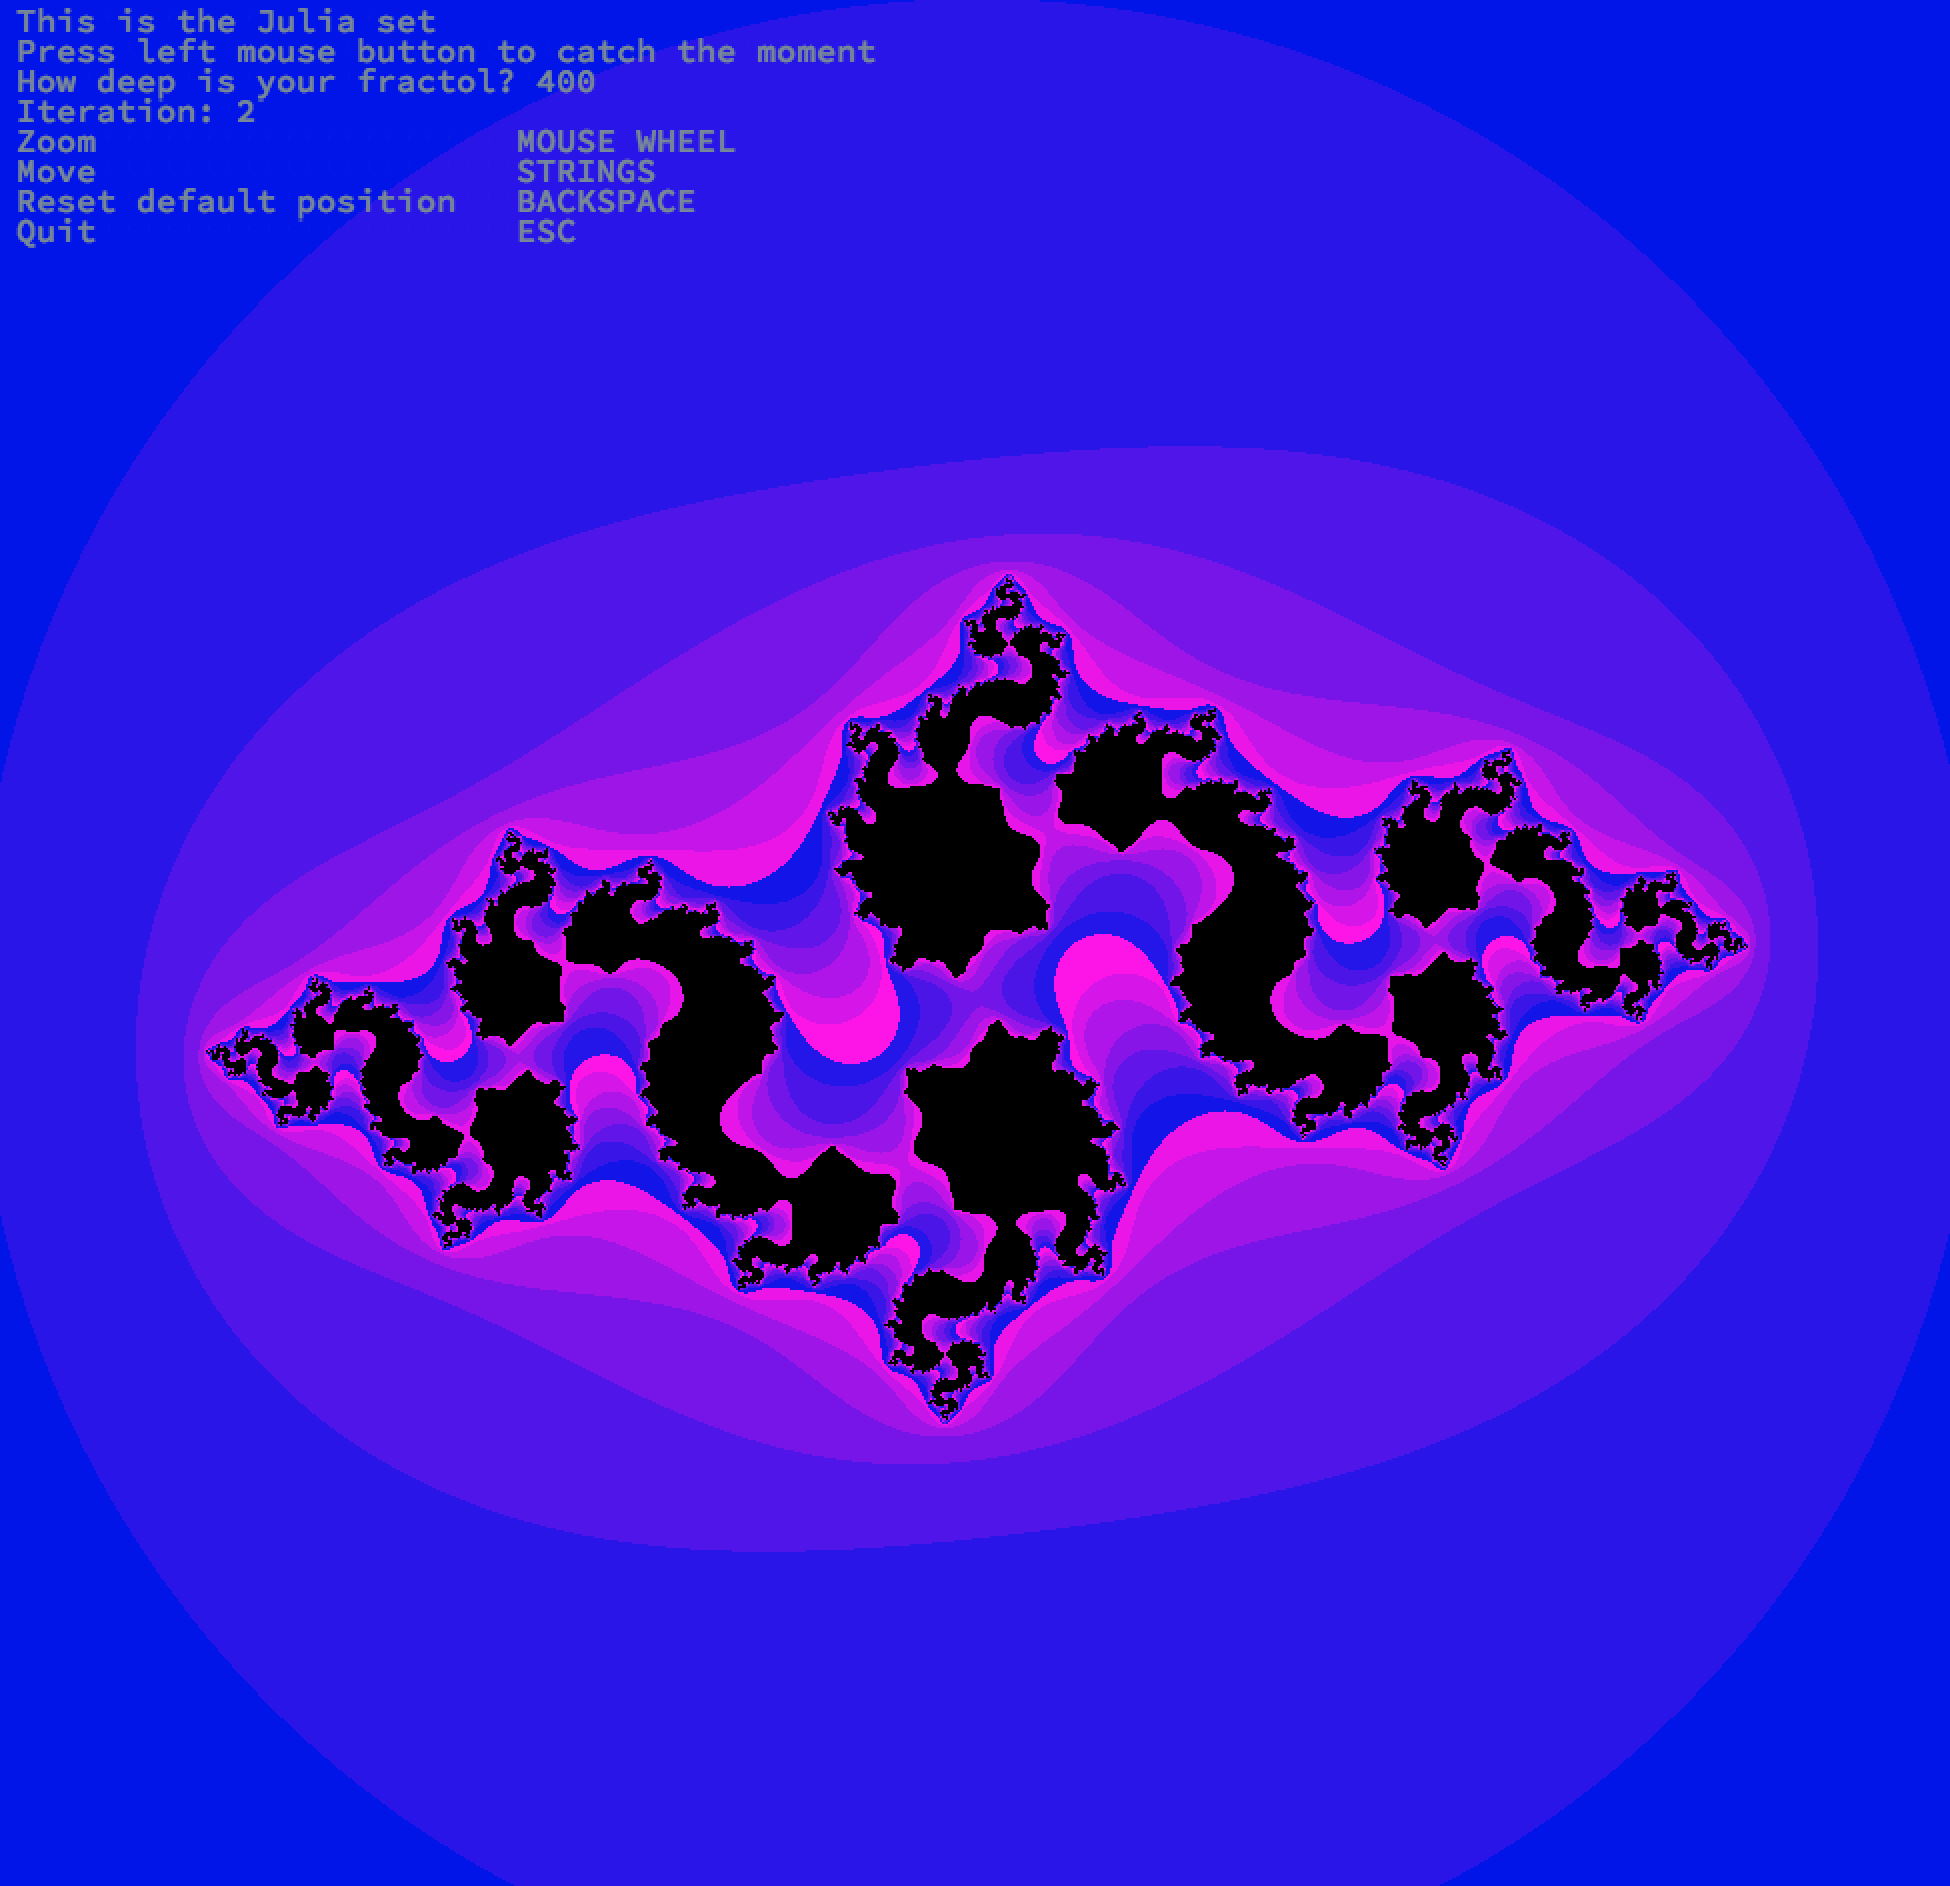 This is the Julia set
Press left mouse button to catch the moment
How deep is your fractol? 400
Iteration: 2
Zoom MOUSE WHEEL
Move STRINGS
Reset default position BACKSPACE
Quit ESC